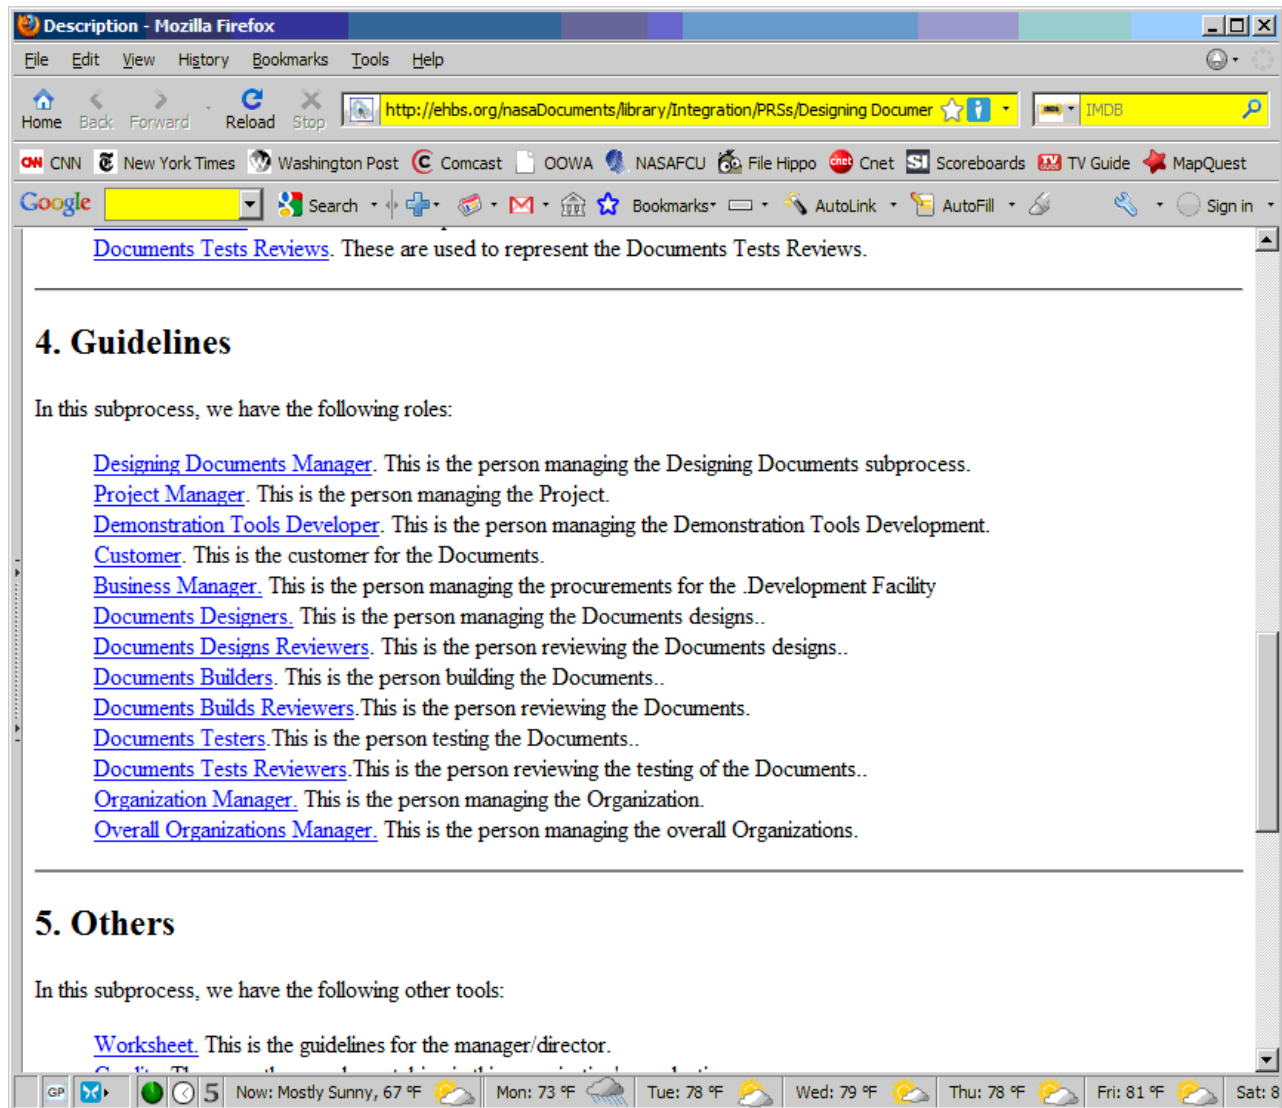 Description - Mozilla Firefox
File Edit View History Bookmarks Tools Help
Home Back Forward Reload Stop http://ehbs.org/nasaDocuments/library/Integration/PRSs/Designing Documer IMDB
CNN New York Times Washington Post Comcast OOWA NASAFCU File Hippo Cnet Scoreboards TV Guide MapQuest
Google Search Bookmarks AutoLink AutoFill Sign in
Documents Tests Reviews. These are used to represent the Documents Tests Reviews.
4. Guidelines
In this subprocess, we have the following roles:
Designing Documents Manager. This is the person managing the Designing Documents subprocess.
Project Manager. This is the person managing the Project.
Demonstration Tools Developer. This is the person managing the Demonstration Tools Development.
Customer. This is the customer for the Documents.
Business Manager. This is the person managing the procurements for the .Development Facility
Documents Designers. This is the person managing the Documents designs..
Documents Designs Reviewers. This is the person reviewing the Documents designs..
Documents Builders. This is the person building the Documents..
Documents Builds Reviewers.This is the person reviewing the Documents.
Documents Testers.This is the person testing the Documents..
Documents Tests Reviewers.This is the person reviewing the testing of the Documents..
Organization Manager. This is the person managing the Organization.
Overall Organizations Manager. This is the person managing the overall Organizations.
5. Others
In this subprocess, we have the following other tools:
Worksheet. This is the guidelines for the manager/director.
GP 5 Now: Mostly Sunny, 67 °F Mon: 73 °F Tue: 78 °F Wed: 79 °F Thu: 78 °F Fri: 81 °F Sat: 8